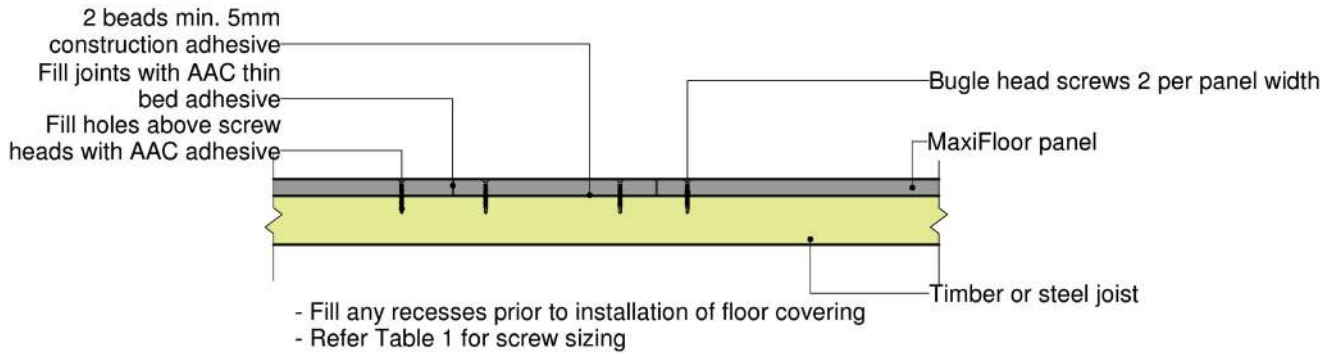 2 beads min. 5mm
construction adhesive
Fill joints with AAC thin
bed adhesive
Fill holes above screw
heads with AAC adhesive
Bugle head screws 2 per panel width
MaxiFloor panel
Timber or steel joist
- Fill any recesses prior to installation of floor covering
- Refer Table 1 for screw sizing